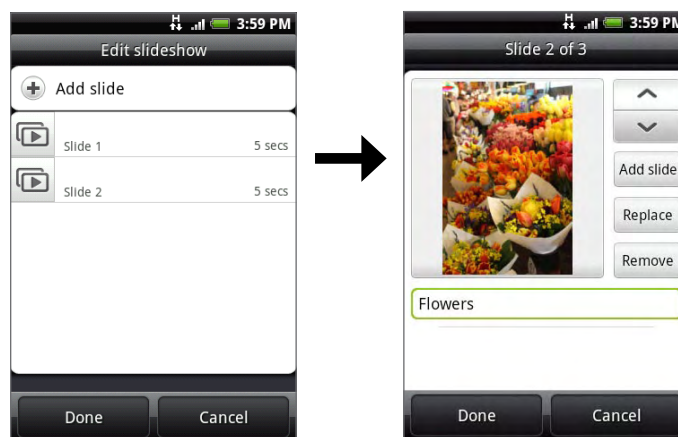 H 3:59 PM
Edit slideshow
Add slide
Slide 1 5 secs
Slide 2 5 secs
Done Cancel
H 3:59 PM
Slide 2 of 3
Add slide
Replace
Remove
Flowers
Done Cancel